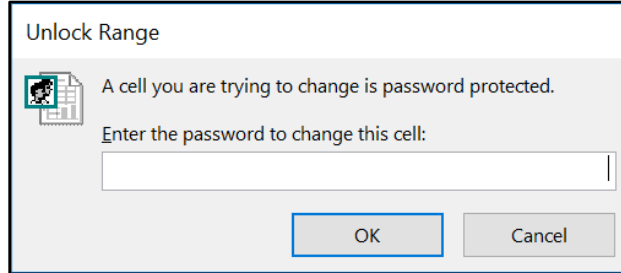 Unlock Range
A cell you are trying to change is password protected.
Enter the password to change this cell:
OK
Cancel